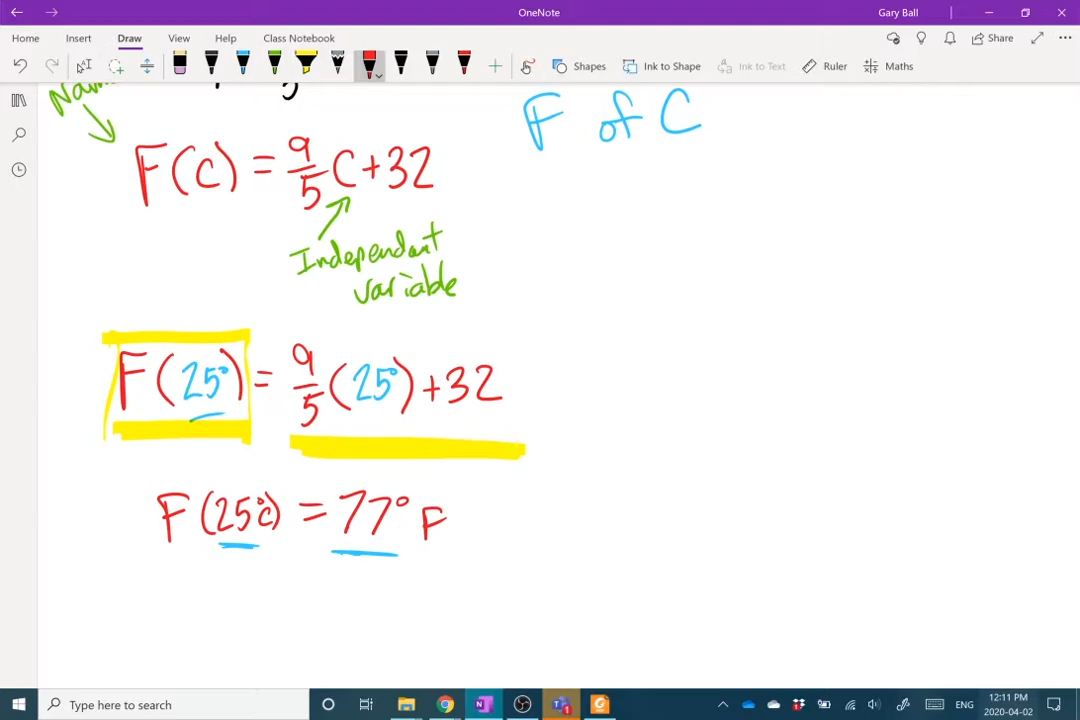 OneNote
Gary Ball
Home Insert Draw View Help Class Notebook
Share
Shapes Ink to Shape Ink to Text Ruler Maths
F of C
F(C) = 9/5 C + 32
Independant
variable
F(25°) = 9/5 (25°) + 32
F(25°C) = 77° F
Type here to search
ENG
12:11 PM
2020-04-02